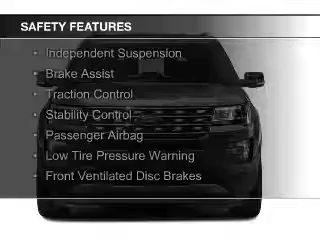 SAFETY FEATURES
• Independent Suspension
• Brake Assist
• Traction Control
• Stability Control
• Passenger Airbag
• Low Tire Pressure Warning
• Front Ventilated Disc Brakes